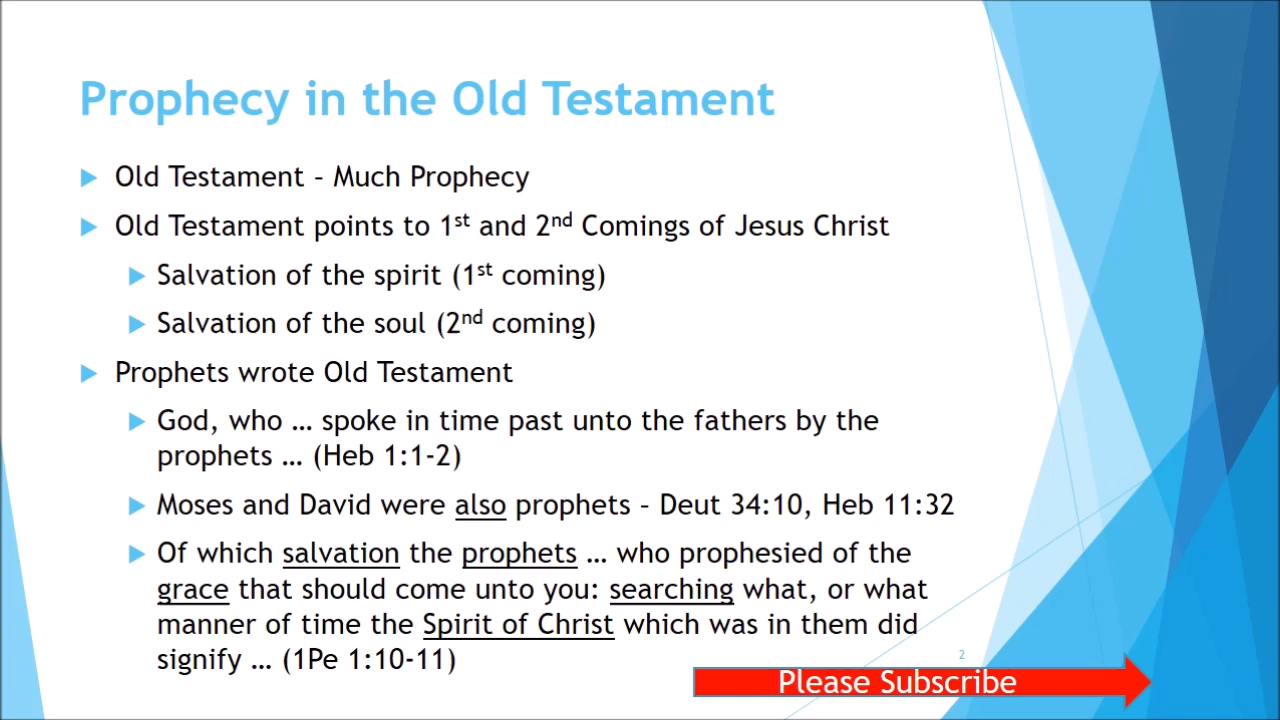 Prophecy in the Old Testament
Old Testament – Much Prophecy
Old Testament points to 1st and 2nd Comings of Jesus Christ
Salvation of the spirit (1st coming)
Salvation of the soul (2nd coming)
Prophets wrote Old Testament
God, who … spoke in time past unto the fathers by the
prophets … (Heb 1:1-2)
Moses and David were also prophets – Deut 34:10, Heb 11:32
Of which salvation the prophets … who prophesied of the
grace that should come unto you: searching what, or what
manner of time the Spirit of Christ which was in them did
signify … (1Pe 1:10-11)
2
Please Subscribe